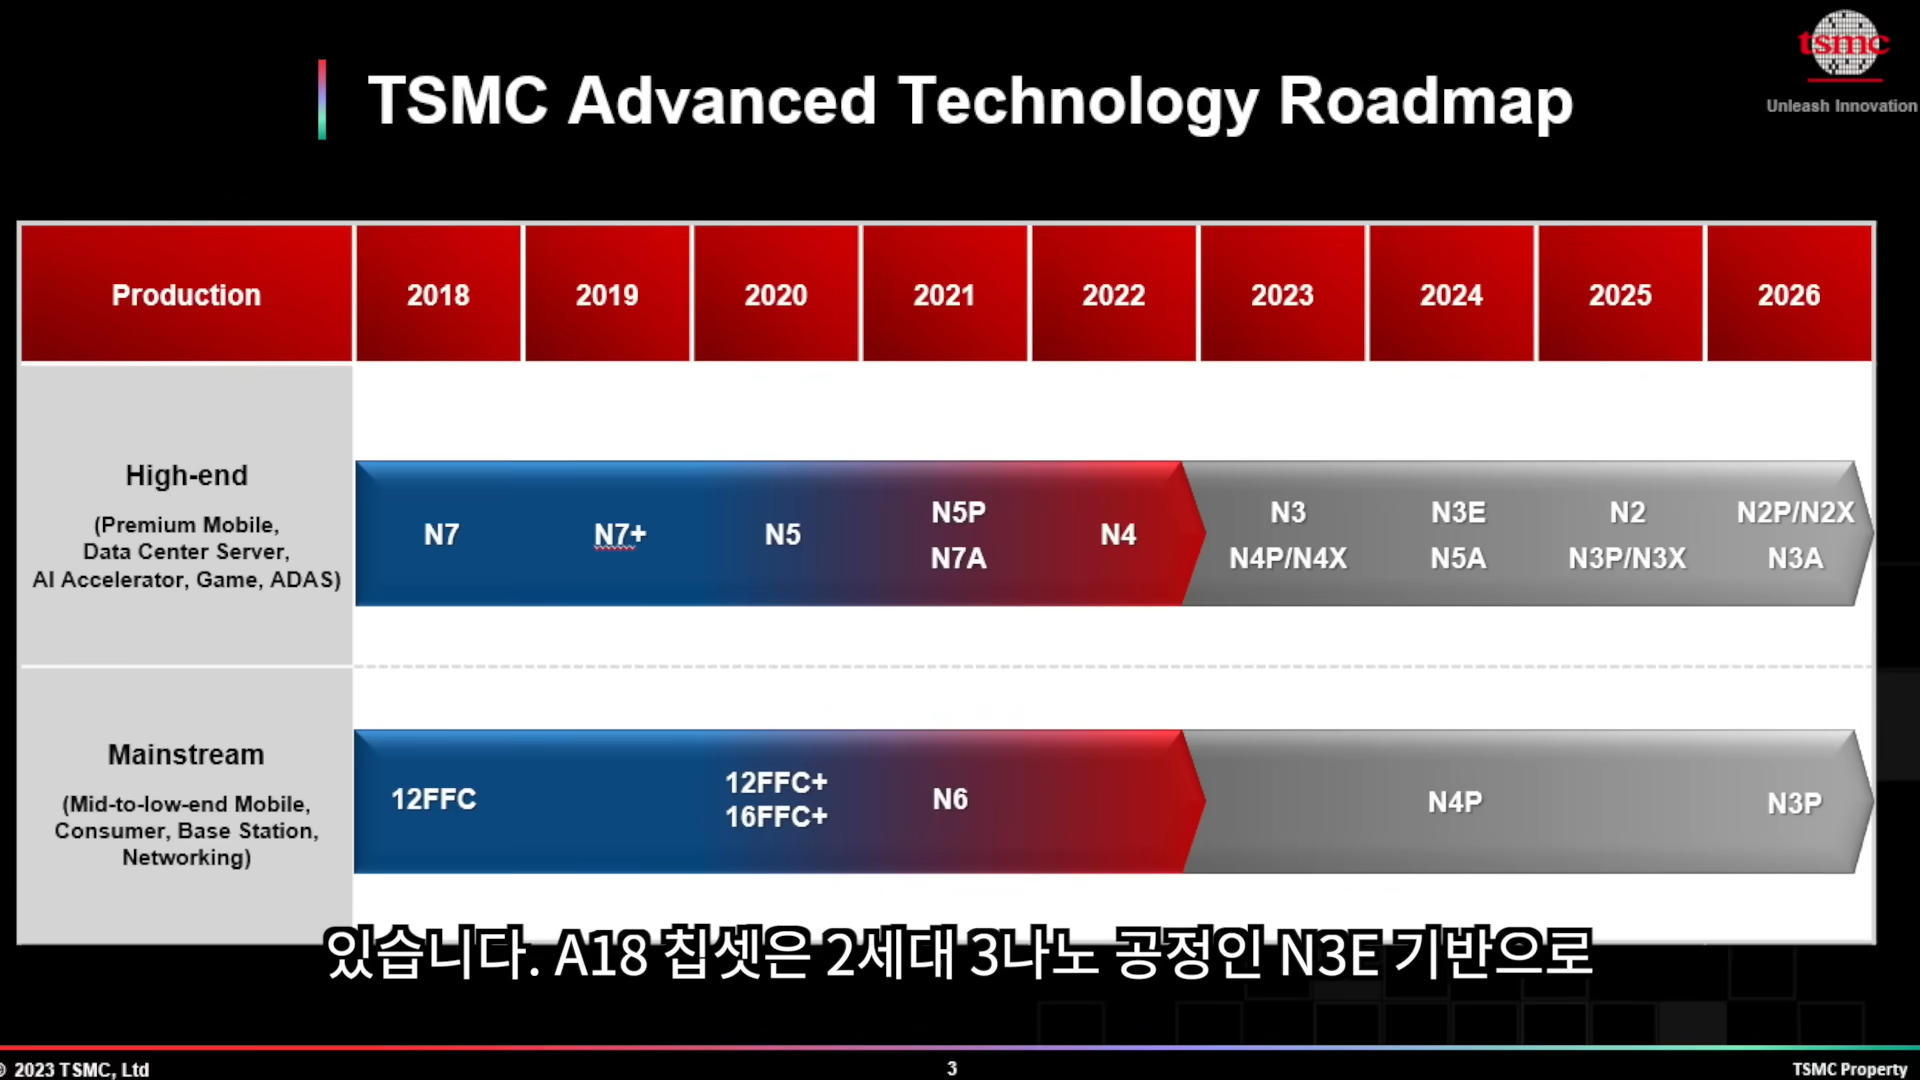 tsmc
Unleash Innovation
TSMC Advanced Technology Roadmap
Production 2018 2019 2020 2021 2022 2023 2024 2025 2026
High-end
(Premium Mobile,
Data Center Server,
AI Accelerator, Game, ADAS)
N7 N7+ N5 N5P N4 N3 N3E N2 N2P/N2X
N7A N4P/N4X N5A N3P/N3X N3A
Mainstream
(Mid-to-low-end Mobile,
Consumer, Base Station,
Networking)
12FFC 12FFC+ N6 N4P N3P
16FFC+
있습니다. A18 칩셋은 2세대 3나노 공정인 N3E 기반으로
© 2023 TSMC, Ltd 3 TSMC Property